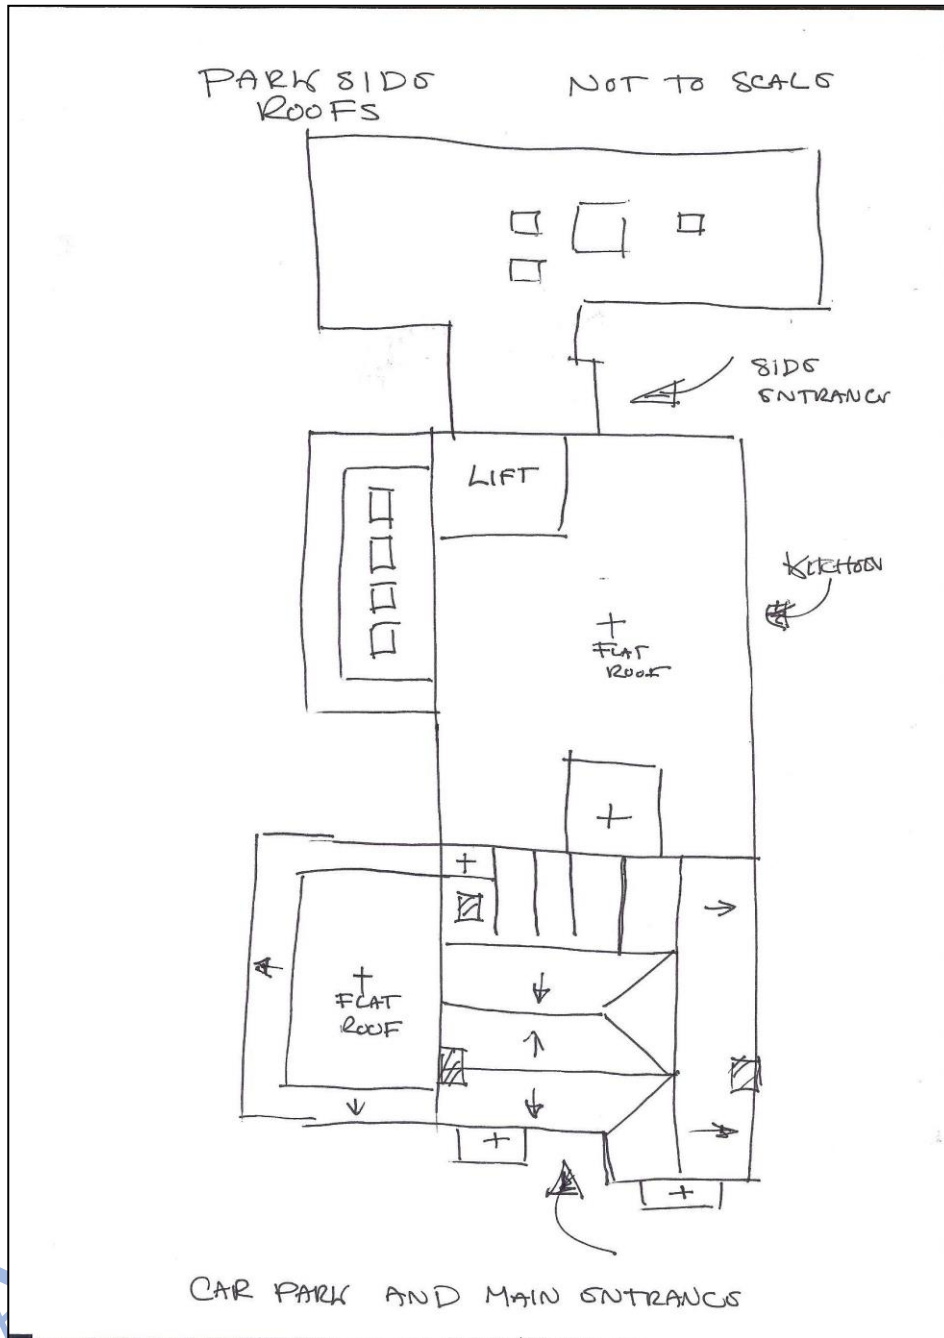 PARK SIDE
ROOFS
NOT TO SCALE
SIDE
ENTRANCE
LIFT
KITCHEN
FLAT
ROOF
FLAT
ROOF
CAR PARK AND MAIN ENTRANCE